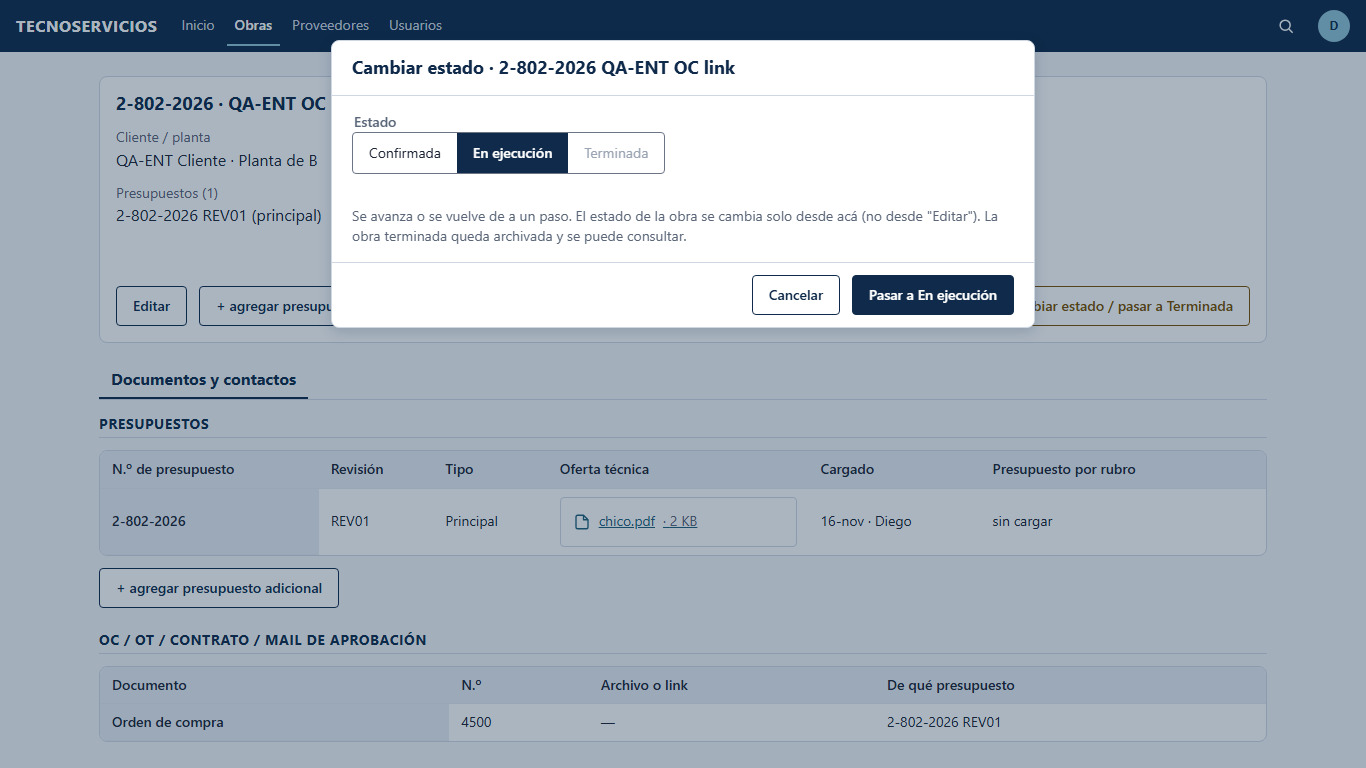 TECNOSERVICIOS Inicio Obras Proveedores Usuarios D
Cambiar estado · 2-802-2026 QA-ENT OC link
Estado
Confirmada En ejecución Terminada
Se avanza o se vuelve de a un paso. El estado de la obra se cambia solo desde acá (no desde "Editar"). La
obra terminada queda archivada y se puede consultar.
Cancelar Pasar a En ejecución
2-802-2026 · QA-ENT OC
Cliente / planta
QA-ENT Cliente · Planta de B
Presupuestos (1)
2-802-2026 REV01 (principal)
Editar + agregar estado / pasar a Terminada
Documentos y contactos
PRESUPUESTOS
N.º de presupuesto Revisión Tipo Oferta técnica Cargado Presupuesto por rubro
2-802-2026 REV01 Principal chico.pdf · 2 KB 16-nov · Diego sin cargar
+ agregar presupuesto adicional
OC / OT / CONTRATO / MAIL DE APROBACIÓN
Documento N.º Archivo o link De qué presupuesto
Orden de compra 4500 — 2-802-2026 REV01